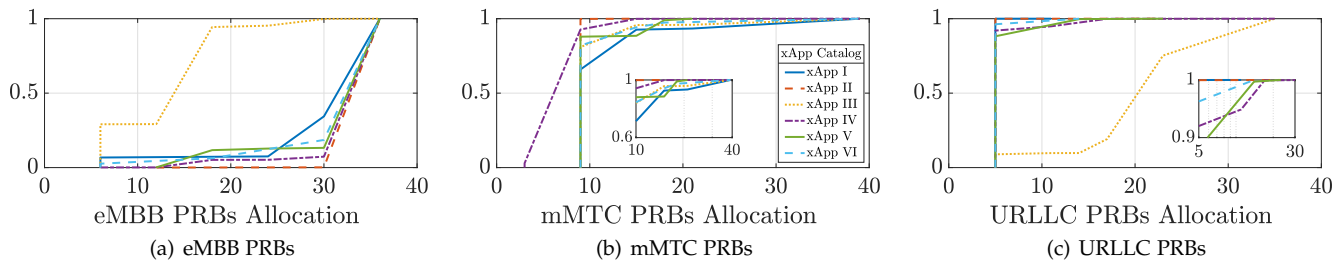 1
0.5
0
0 10 20 30 40
eMBB PRBs Allocation
(a) eMBB PRBs
1
0.5
0
0 10 20 30 40
mMTC PRBs Allocation
(b) mMTC PRBs
xApp Catalog
xApp I
xApp II
xApp III
xApp IV
xApp V
xApp VI
1
0.6
10 40
1
0.5
0
0 10 20 30 40
URLLC PRBs Allocation
(c) URLLC PRBs
1
0.9
5 30